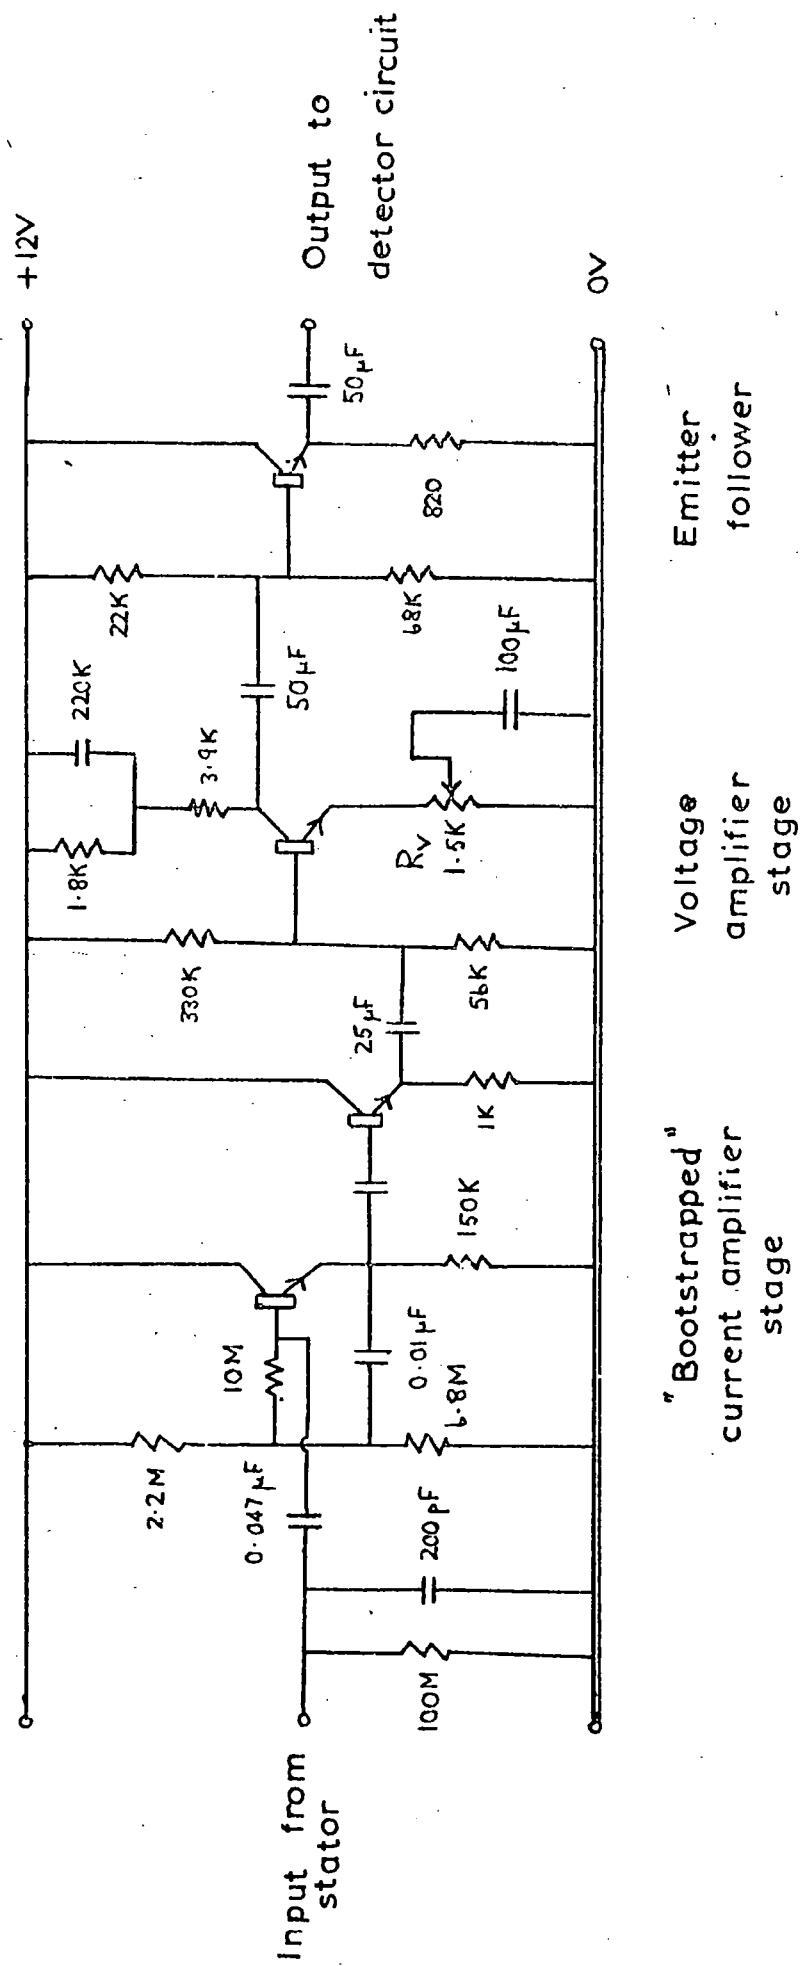 +12V
Input from
stator
Output to
detector circuit
0V
100M
200pF
0.047µF
2.2M
6.8M
10M
0.01µF
150K
1K
25µF
330K
56K
1.8K
220K
3.9K
Rv
1.5K
100µF
50µF
22K
68K
820
50µF
"Bootstrapped"
current amplifier
stage
Voltage
amplifier
stage
Emitter
follower